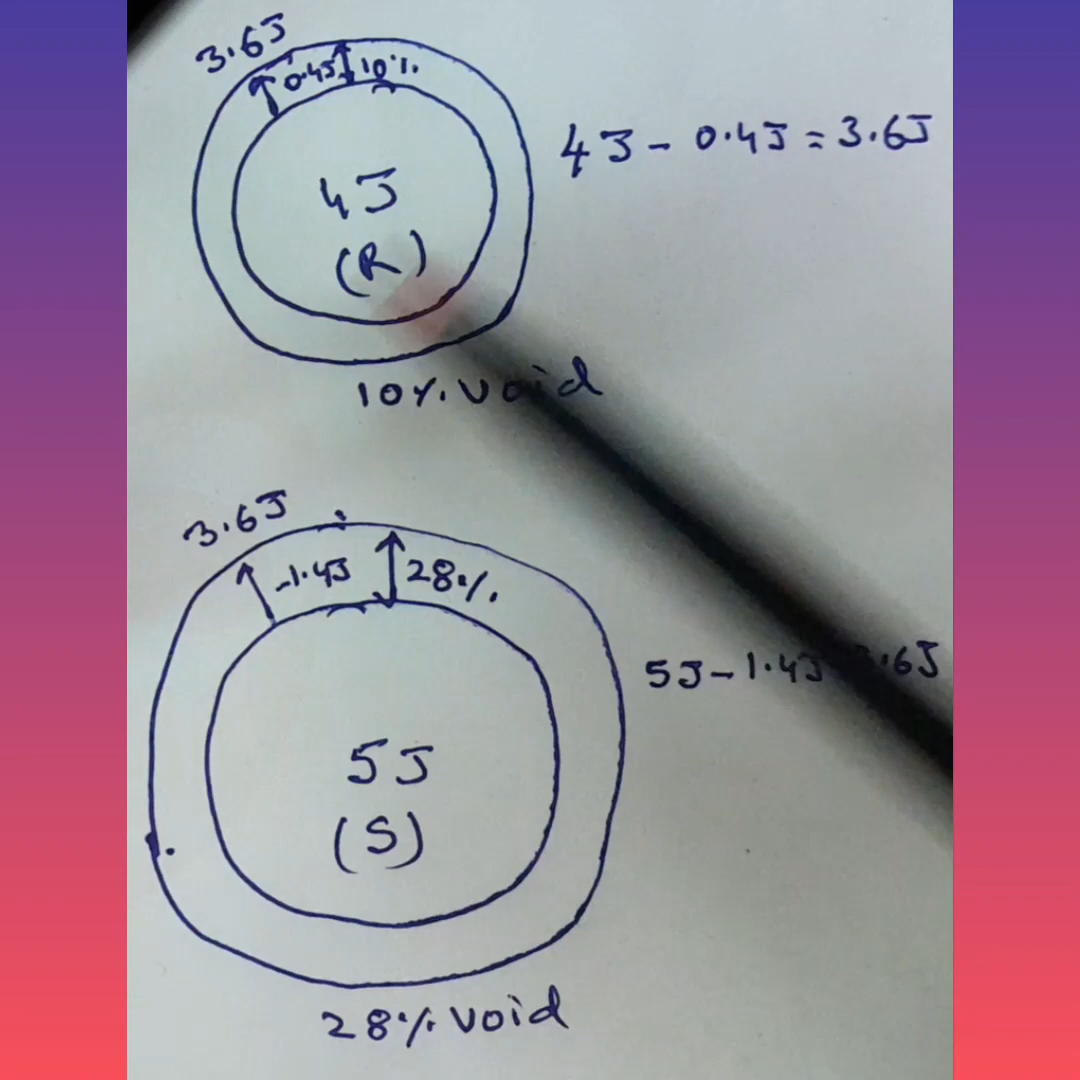 3.6J
0.4J 10%
4J - 0.4J = 3.6J
4J
(R)
10% void
3.6J
-1.4J 28%
5J - 1.4J .6J
5J
(S)
28% void